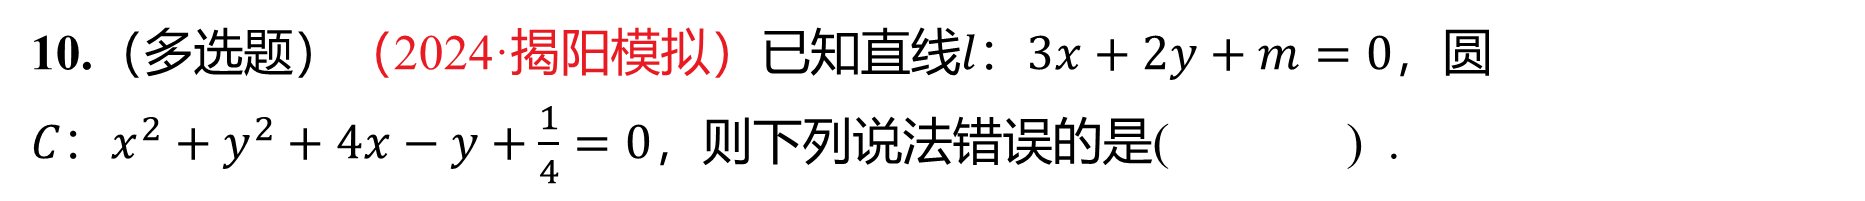 10.（多选题）（2024·揭阳模拟）已知直线l：3x + 2y + m = 0，圆
C：x² + y² + 4x − y + 1/4 = 0，则下列说法错误的是(　　　　)．